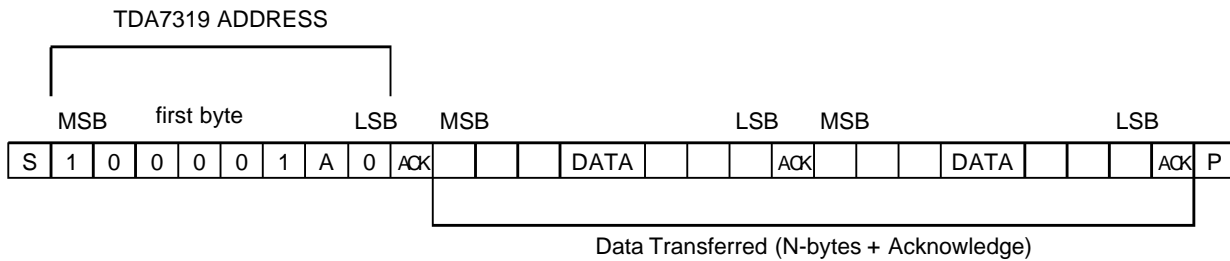 TDA7319 ADDRESS
MSB first byte LSB MSB LSB MSB LSB
S 1 0 0 0 0 1 A 0 ACK DATA ACK DATA ACK P
Data Transferred (N-bytes + Acknowledge)